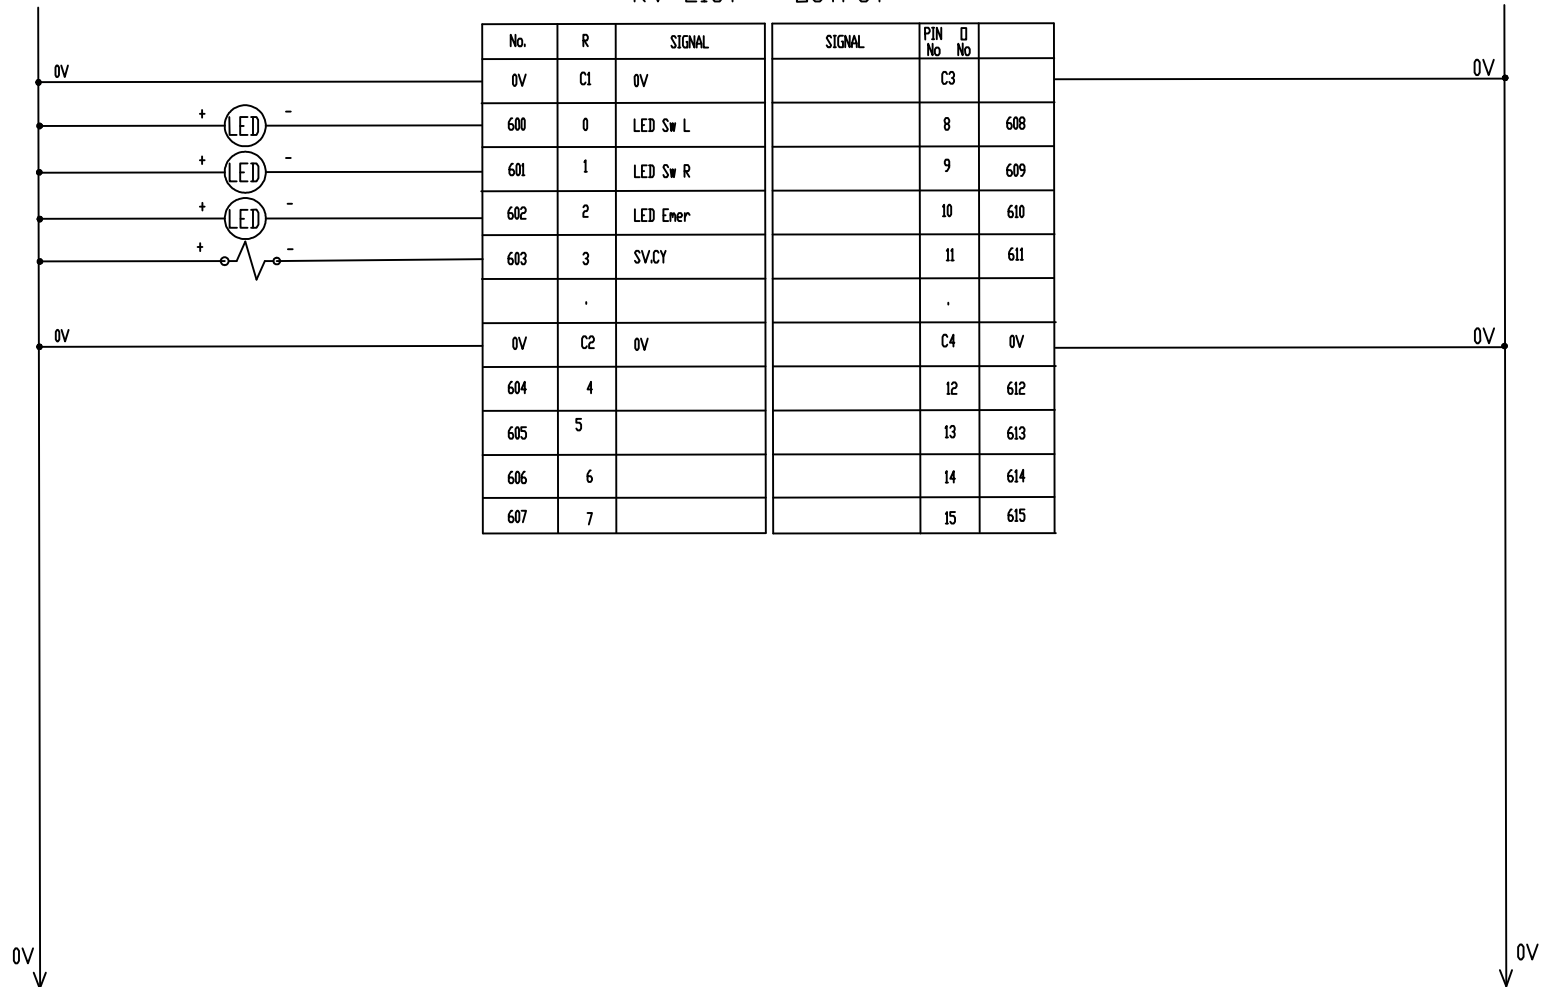 No. R SIGNAL SIGNAL PIN No No
0V 0V C1 0V C3 0V
+ LED - 600 0 LED Sw L 8 608
+ LED - 601 1 LED Sw R 9 609
+ LED - 602 2 LED Emer 10 610
+ - 603 3 SV.CY 11 611
. .
0V 0V C2 0V C4 0V 0V
604 4 12 612
605 5 13 613
606 6 14 614
607 7 15 615
0V 0V